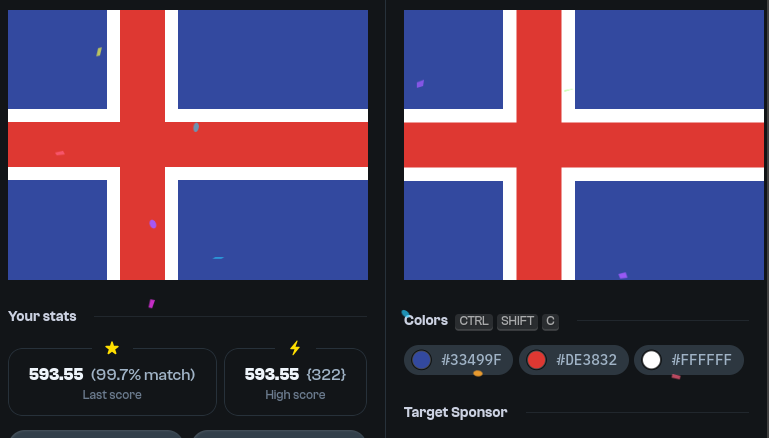 Your stats
593.55 (99.7% match)
Last score
593.55 {322}
High score
Colors CTRL SHIFT C
#33499F #DE3832 #FFFFFF
Target Sponsor